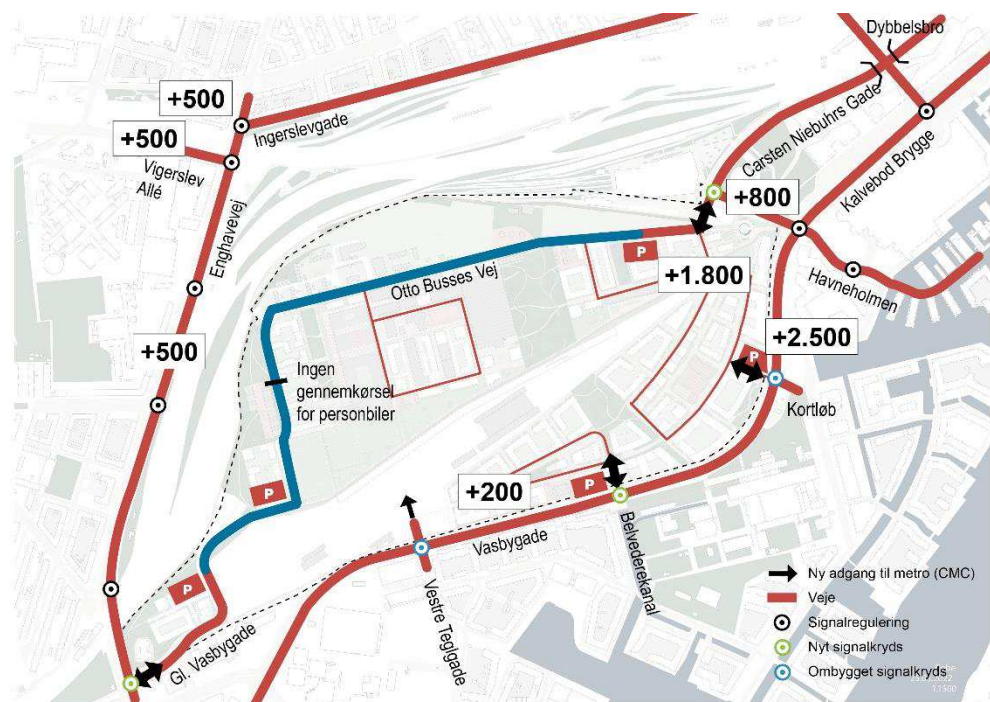 Dybbelsbro
+500
Ingerslevgade
Carsten Niebuhrs Gade
+500
Vigerslev
Allé
Kalvebod Brygge
+800
Enghavevej
P
Otto Busses Vej
+1.800
Havneholmen
+500
+2.500
P
Ingen
gennemkørsel
for personbiler
Kortløb
P
+200
P
Vasbygade
Belvederekanal
P
Vestre Teglgade
Gl. Vasbygade
Ny adgang til metro (CMC)
Veje
Signalregulering
Nyt signalkryds
Ombygget signalkryds